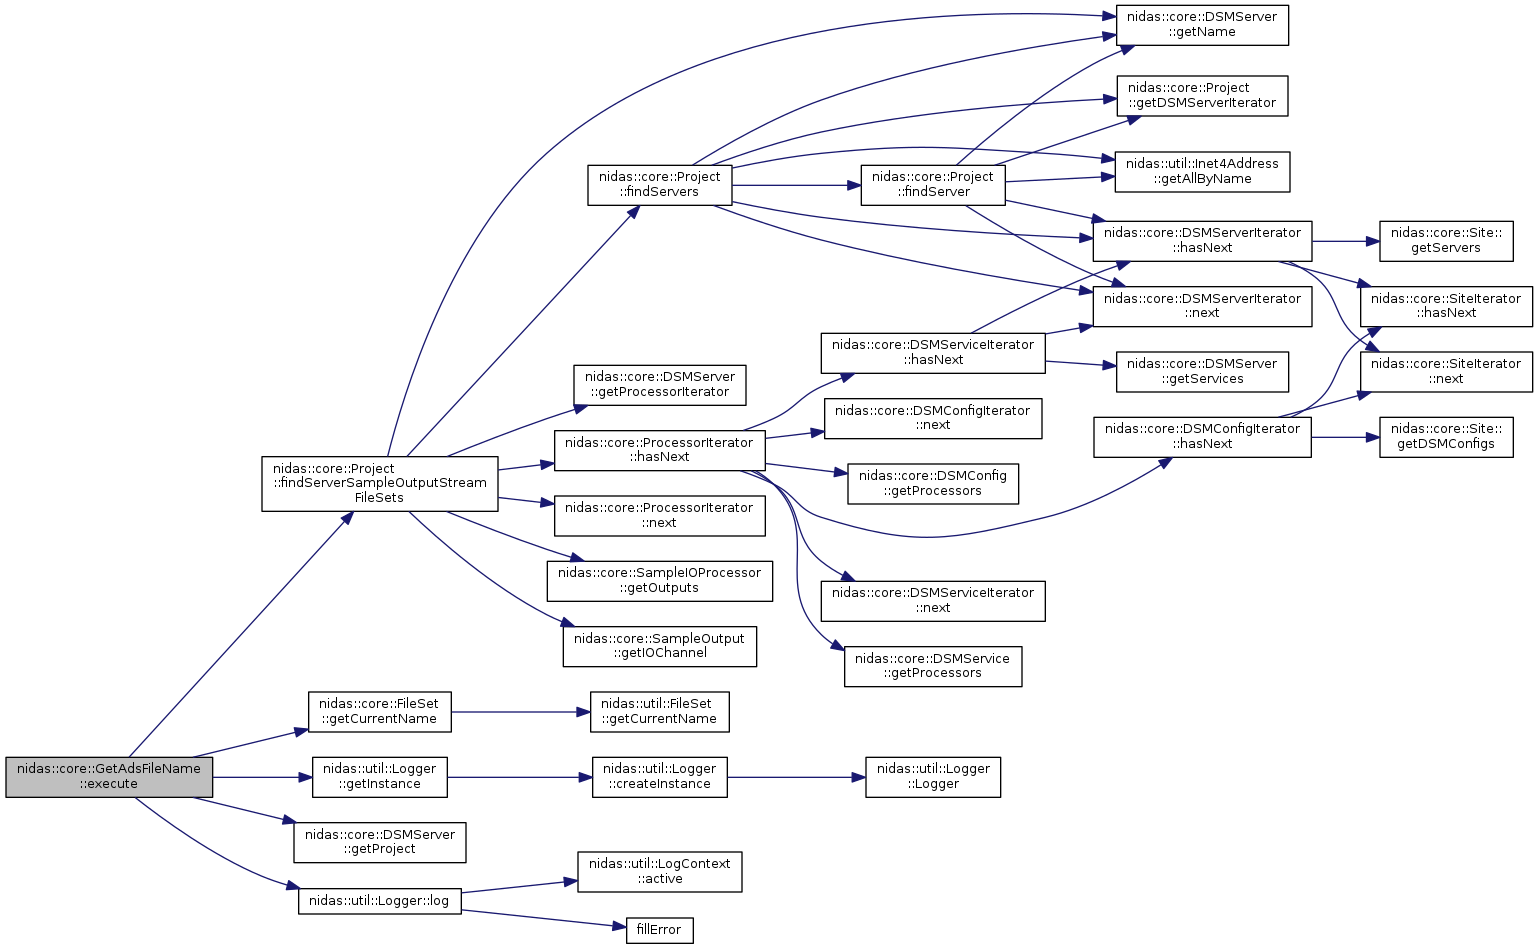 nidas::core::DSMServer
::getName
nidas::core::Project
::getDSMServerIterator
nidas::util::Inet4Address
::getAllByName
nidas::core::Project
::findServers
nidas::core::Project
::findServer
nidas::core::DSMServerIterator
::hasNext
nidas::core::Site::
getServers
nidas::core::DSMServerIterator
::next
nidas::core::SiteIterator
::hasNext
nidas::core::DSMServiceIterator
::hasNext
nidas::core::DSMServer
::getServices
nidas::core::SiteIterator
::next
nidas::core::DSMServer
::getProcessorIterator
nidas::core::DSMConfigIterator
::next
nidas::core::DSMConfigIterator
::hasNext
nidas::core::Site::
getDSMConfigs
nidas::core::ProcessorIterator
::hasNext
nidas::core::Project
::findServerSampleOutputStream
FileSets
nidas::core::DSMConfig
::getProcessors
nidas::core::ProcessorIterator
::next
nidas::core::SampleIOProcessor
::getOutputs
nidas::core::DSMServiceIterator
::next
nidas::core::SampleOutput
::getIOChannel
nidas::core::DSMService
::getProcessors
nidas::core::FileSet
::getCurrentName
nidas::util::FileSet
::getCurrentName
nidas::core::GetAdsFileName
::execute
nidas::util::Logger
::getInstance
nidas::util::Logger
::createInstance
nidas::util::Logger
::Logger
nidas::core::DSMServer
::getProject
nidas::util::LogContext
::active
nidas::util::Logger::log
fillError